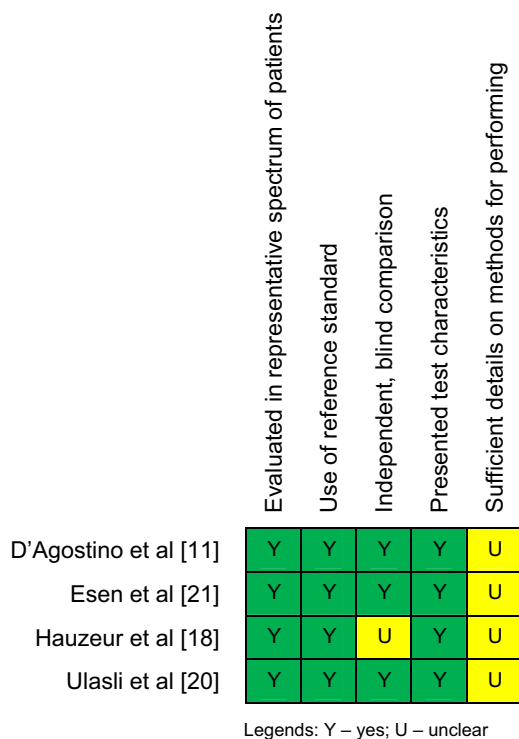 Evaluated in representative spectrum of patients
Use of reference standard
Independent, blind comparison
Presented test characteristics
Sufficient details on methods for performing
D'Agostino et al [11] Y Y Y Y U
Esen et al [21] Y Y Y Y U
Hauzeur et al [18] Y Y U Y U
Ulasli et al [20] Y Y Y Y U
Legends: Y – yes; U – unclear